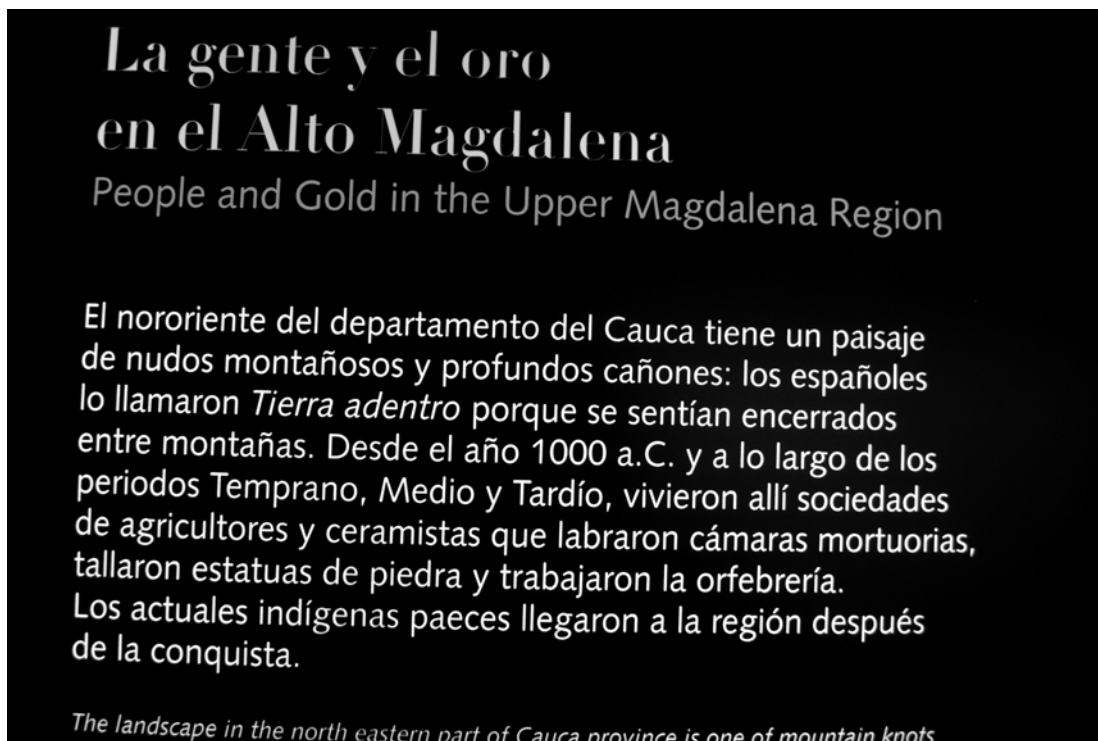 La gente y el oro
en el Alto Magdalena
People and Gold in the Upper Magdalena Region
El nororiente del departamento del Cauca tiene un paisaje
de nudos montañosos y profundos cañones: los españoles
lo llamaron Tierra adentro porque se sentían encerrados
entre montañas. Desde el año 1000 a.C. y a lo largo de los
periodos Temprano, Medio y Tardío, vivieron allí sociedades
de agricultores y ceramistas que labraron cámaras mortuorias,
tallaron estatuas de piedra y trabajaron la orfebrería.
Los actuales indígenas paeces llegaron a la región después
de la conquista.
The landscape in the north eastern part of Cauca province is one of mountain knots